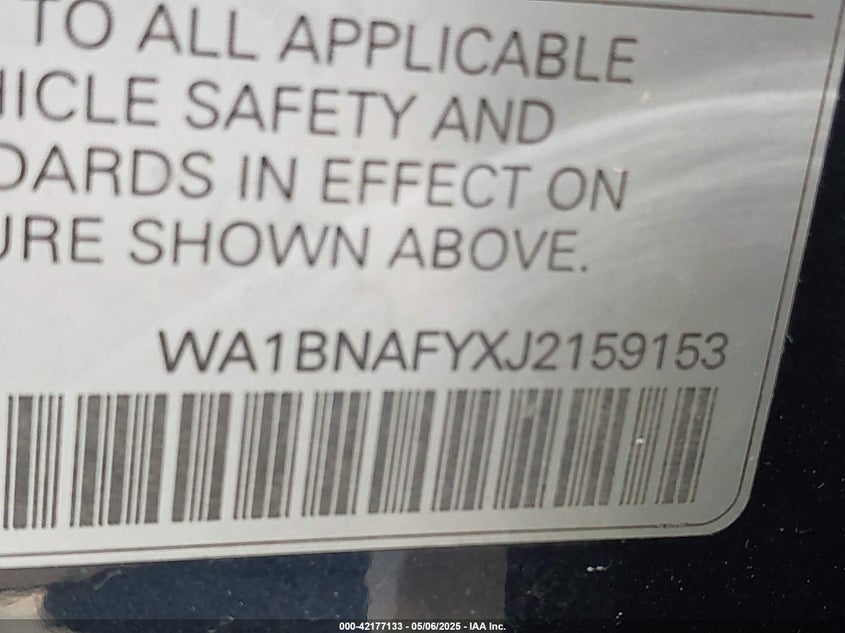 TO ALL APPLICABLE
HICLE SAFETY AND
DARDS IN EFFECT ON
URE SHOWN ABOVE.
WA1BNAFYXJ2159153
000-42177133 - 05/06/2025 - IAA Inc.